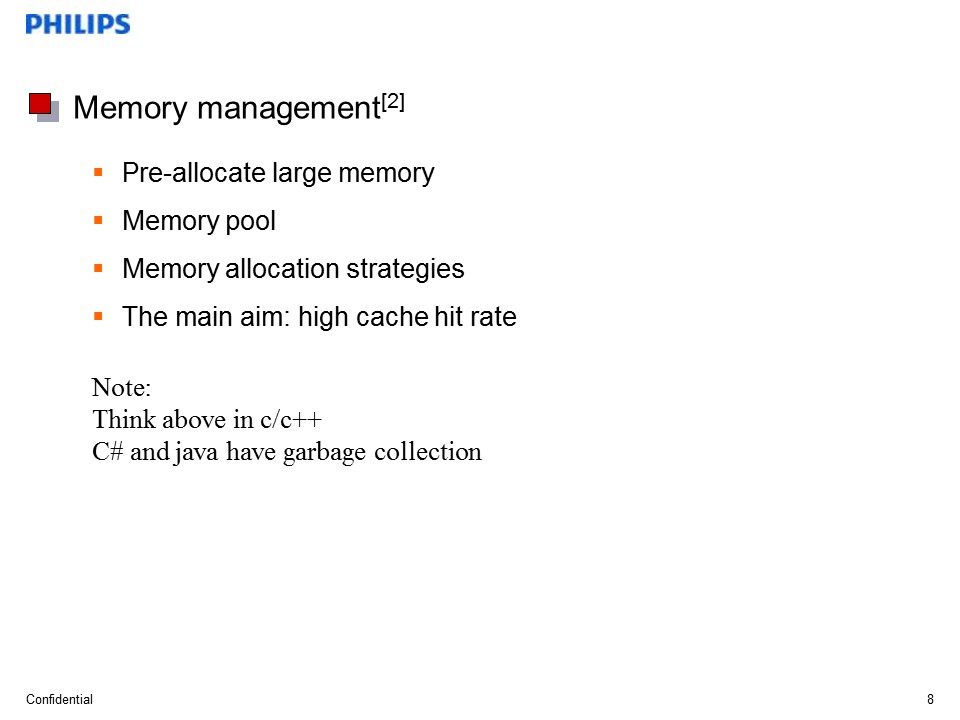 PHILIPS
Memory management[2]
Pre-allocate large memory
Memory pool
Memory allocation strategies
The main aim: high cache hit rate
Note:
Think above in c/c++
C# and java have garbage collection
Confidential
8